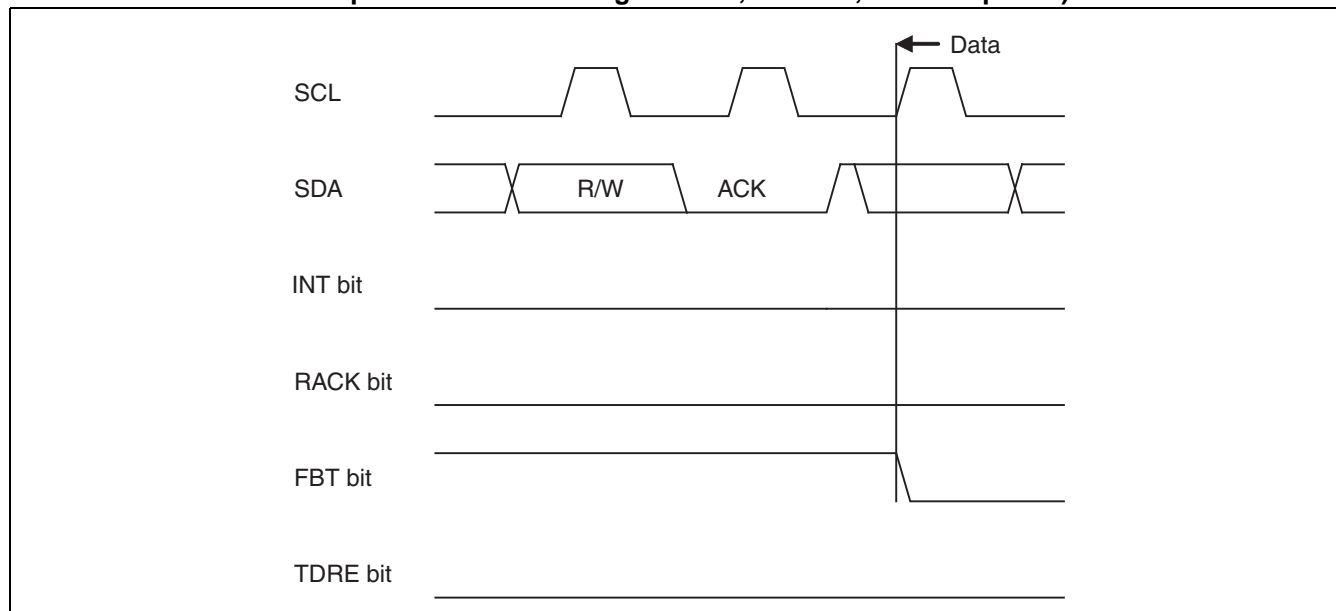 Data
SCL
SDA
R/W
ACK
INT bit
RACK bit
FBT bit
TDRE bit